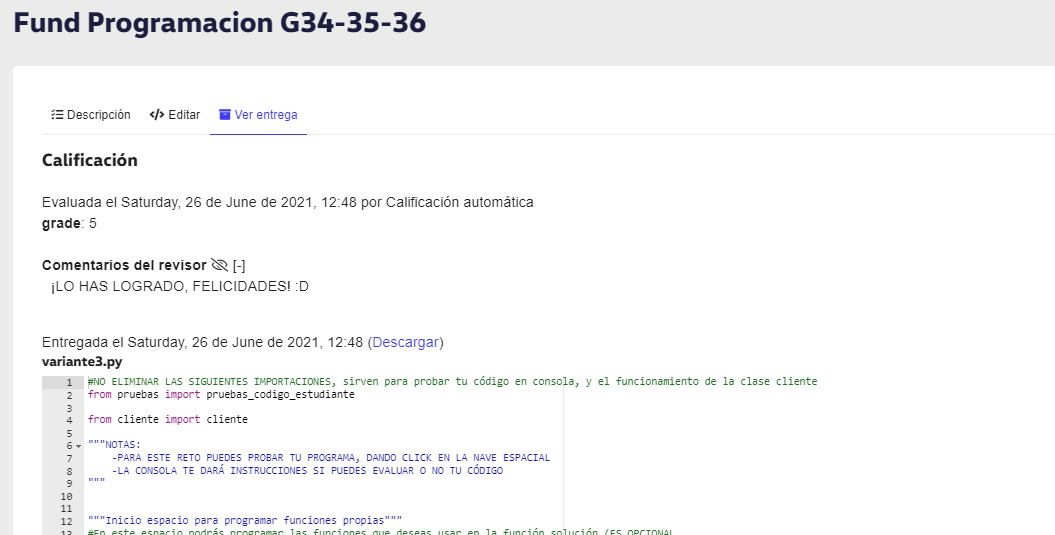 Fund Programacion G34-35-36
Descripción </> Editar Ver entrega
Calificación
Evaluada el Saturday, 26 de June de 2021, 12:48 por Calificación automática
grade: 5
Comentarios del revisor [-]
¡LO HAS LOGRADO, FELICIDADES! :D
Entregada el Saturday, 26 de June de 2021, 12:48 (Descargar)
variante3.py
1 #NO ELIMINAR LAS SIGUIENTES IMPORTACIONES, sirven para probar tu código en consola, y el funcionamiento de la clase cliente
2 from pruebas import pruebas_codigo_estudiante
3
4 from cliente import cliente
5
6 """NOTAS:
7 -PARA ESTE RETO PUEDES PROBAR TU PROGRAMA, DANDO CLICK EN LA NAVE ESPACIAL
8 -LA CONSOLA TE DARÁ INSTRUCCIONES SI PUEDES EVALUAR O NO TU CÓDIGO
9 """
10
11
12 """Inicio espacio para programar funciones propias"""
13 #En este espacio podrás programar las funciones que deseas usar en la función solución (ES OPCIONAL